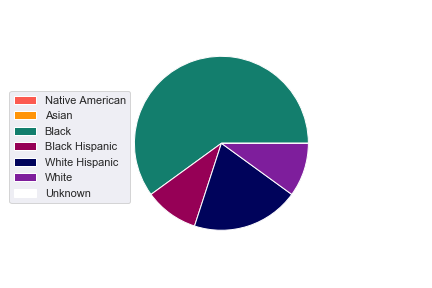 Native American
Asian
Black
Black Hispanic
White Hispanic
White
Unknown